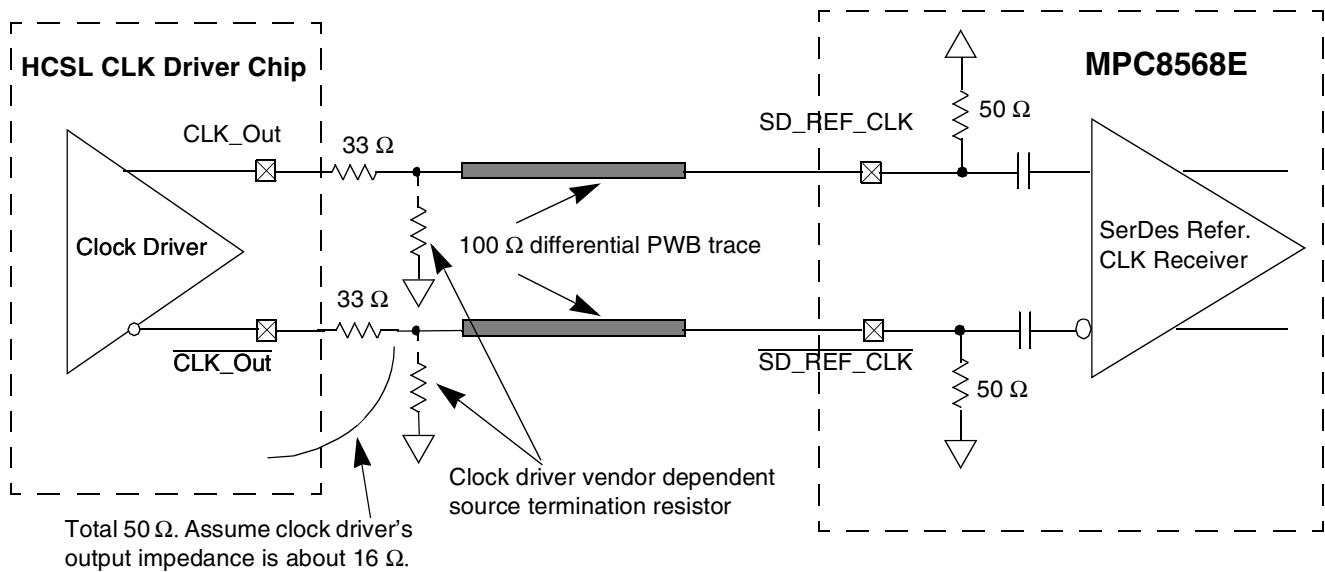 HCSL CLK Driver Chip
MPC8568E
CLK_Out
33 Ω
SD_REF_CLK
50 Ω
Clock Driver
100 Ω differential PWB trace
SerDes Refer.
CLK Receiver
33 Ω
CLK_Out
SD_REF_CLK
50 Ω
Clock driver vendor dependent
source termination resistor
Total 50 Ω. Assume clock driver's
output impedance is about 16 Ω.